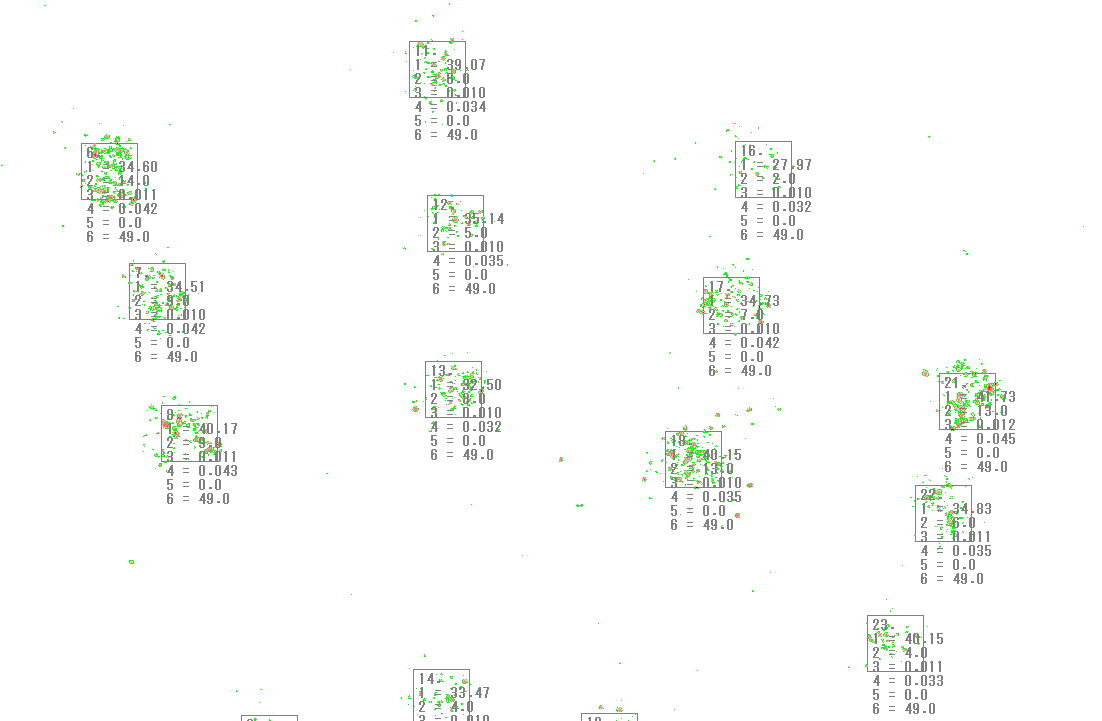 11.
1 = 39.07
2 = 8.0
3 = 0.010
4 = 0.034
5 = 0.0
6 = 49.0
6.
1 = 34.60
2 = 14.0
3 = 0.011
4 = 0.042
5 = 0.0
6 = 49.0
16.
1 = 27.97
2 = 2.0
3 = 0.010
4 = 0.032
5 = 0.0
6 = 49.0
12.
1 = 35.14
2 = 5.0
3 = 0.010
4 = 0.035
5 = 0.0
6 = 49.0
7.
1 = 34.51
2 = 9.0
3 = 0.010
4 = 0.042
5 = 0.0
6 = 49.0
17.
1 = 34.73
2 = 7.0
3 = 0.010
4 = 0.042
5 = 0.0
6 = 49.0
13.
1 = 32.50
2 = 8.0
3 = 0.010
4 = 0.032
5 = 0.0
6 = 49.0
21.
1 = 41.73
2 = 13.0
3 = 0.012
4 = 0.045
5 = 0.0
6 = 49.0
8.
1 = 40.17
2 = 9.0
3 = 0.011
4 = 0.043
5 = 0.0
6 = 49.0
18.
1 = 40.15
2 = 13.0
3 = 0.010
4 = 0.035
5 = 0.0
6 = 49.0
22.
1 = 34.83
2 = 6.0
3 = 0.011
4 = 0.035
5 = 0.0
6 = 49.0
23.
1 = 40.15
2 = 4.0
3 = 0.011
4 = 0.033
5 = 0.0
6 = 49.0
14.
1 = 33.47
2 = 4.0
3 = 0.010